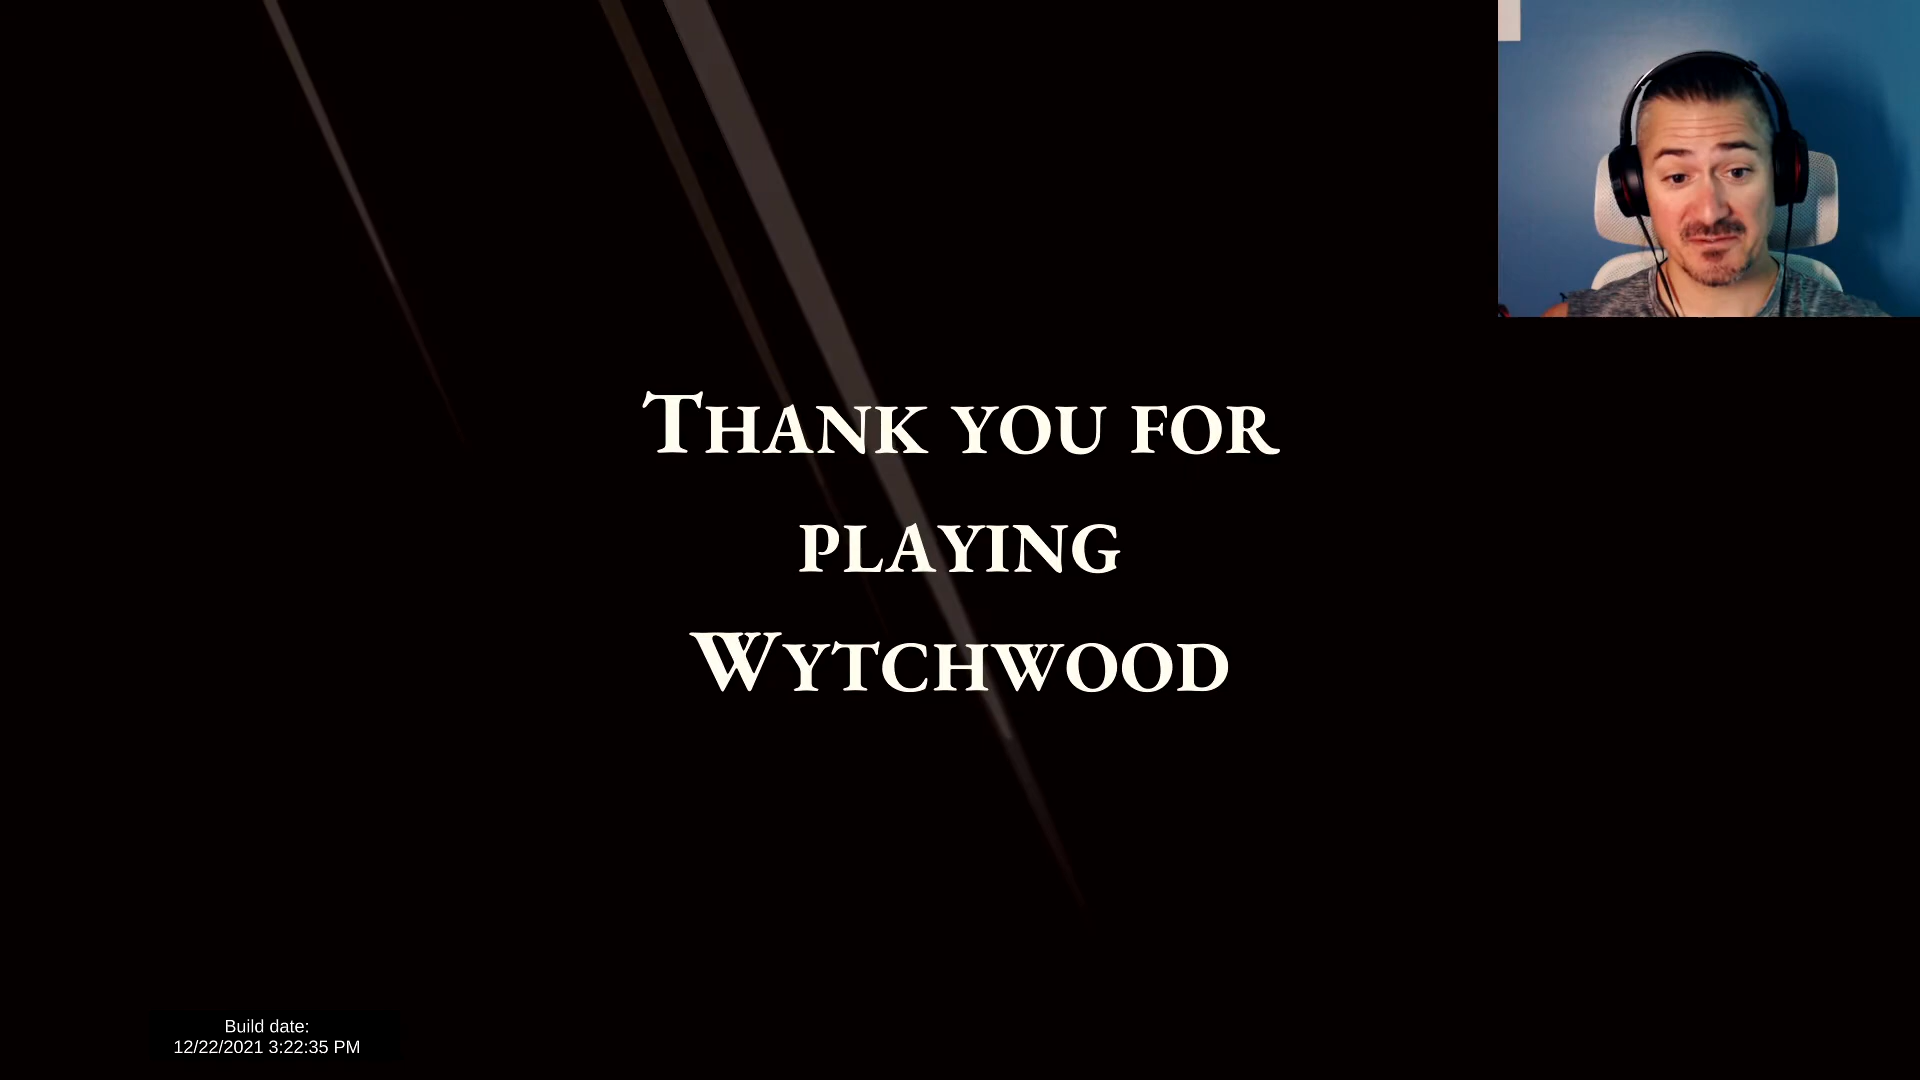 Thank you for
playing
Wytchwood
Build date:
12/22/2021 3:22:35 PM